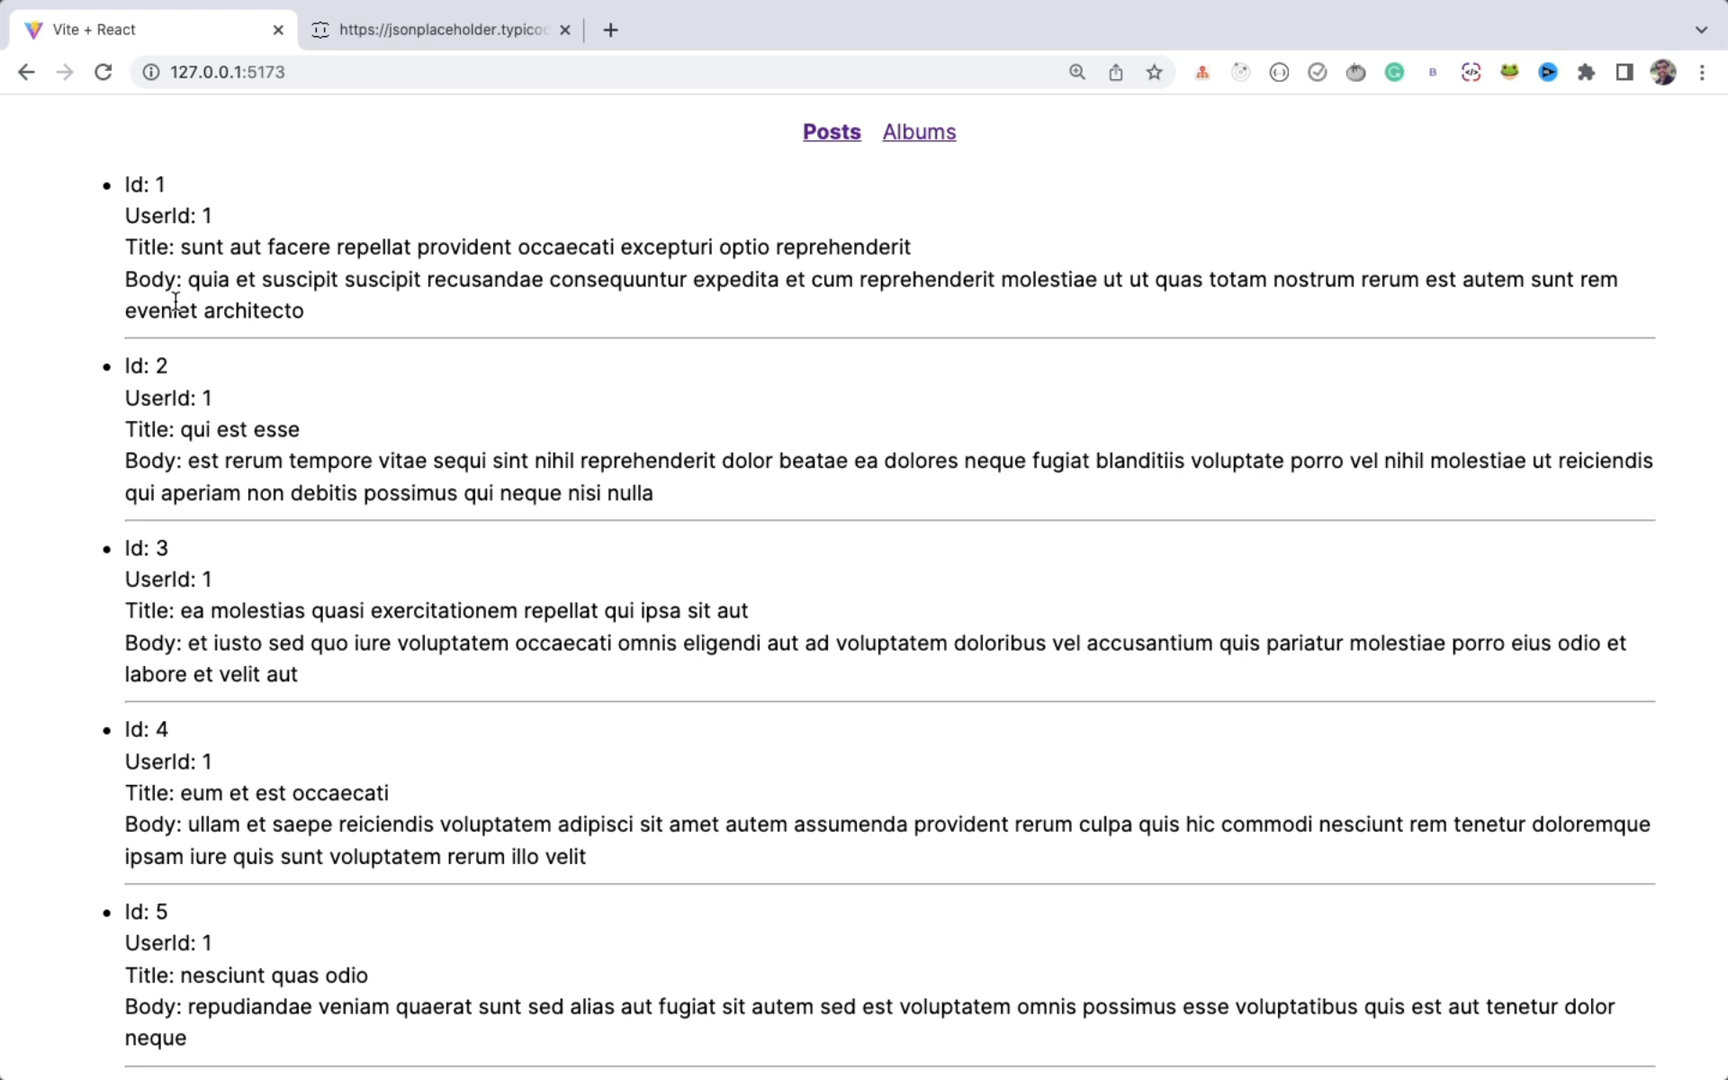 Vite + React
https://jsonplaceholder.typico
127.0.0.1:5173
Posts Albums
Id: 1
UserId: 1
Title: sunt aut facere repellat provident occaecati excepturi optio reprehenderit
Body: quia et suscipit suscipit recusandae consequuntur expedita et cum reprehenderit molestiae ut ut quas totam nostrum rerum est autem sunt rem
eveniet architecto
Id: 2
UserId: 1
Title: qui est esse
Body: est rerum tempore vitae sequi sint nihil reprehenderit dolor beatae ea dolores neque fugiat blanditiis voluptate porro vel nihil molestiae ut reiciendis
qui aperiam non debitis possimus qui neque nisi nulla
Id: 3
UserId: 1
Title: ea molestias quasi exercitationem repellat qui ipsa sit aut
Body: et iusto sed quo iure voluptatem occaecati omnis eligendi aut ad voluptatem doloribus vel accusantium quis pariatur molestiae porro eius odio et
labore et velit aut
Id: 4
UserId: 1
Title: eum et est occaecati
Body: ullam et saepe reiciendis voluptatem adipisci sit amet autem assumenda provident rerum culpa quis hic commodi nesciunt rem tenetur doloremque
ipsam iure quis sunt voluptatem rerum illo velit
Id: 5
UserId: 1
Title: nesciunt quas odio
Body: repudiandae veniam quaerat sunt sed alias aut fugiat sit autem sed est voluptatem omnis possimus esse voluptatibus quis est aut tenetur dolor
neque